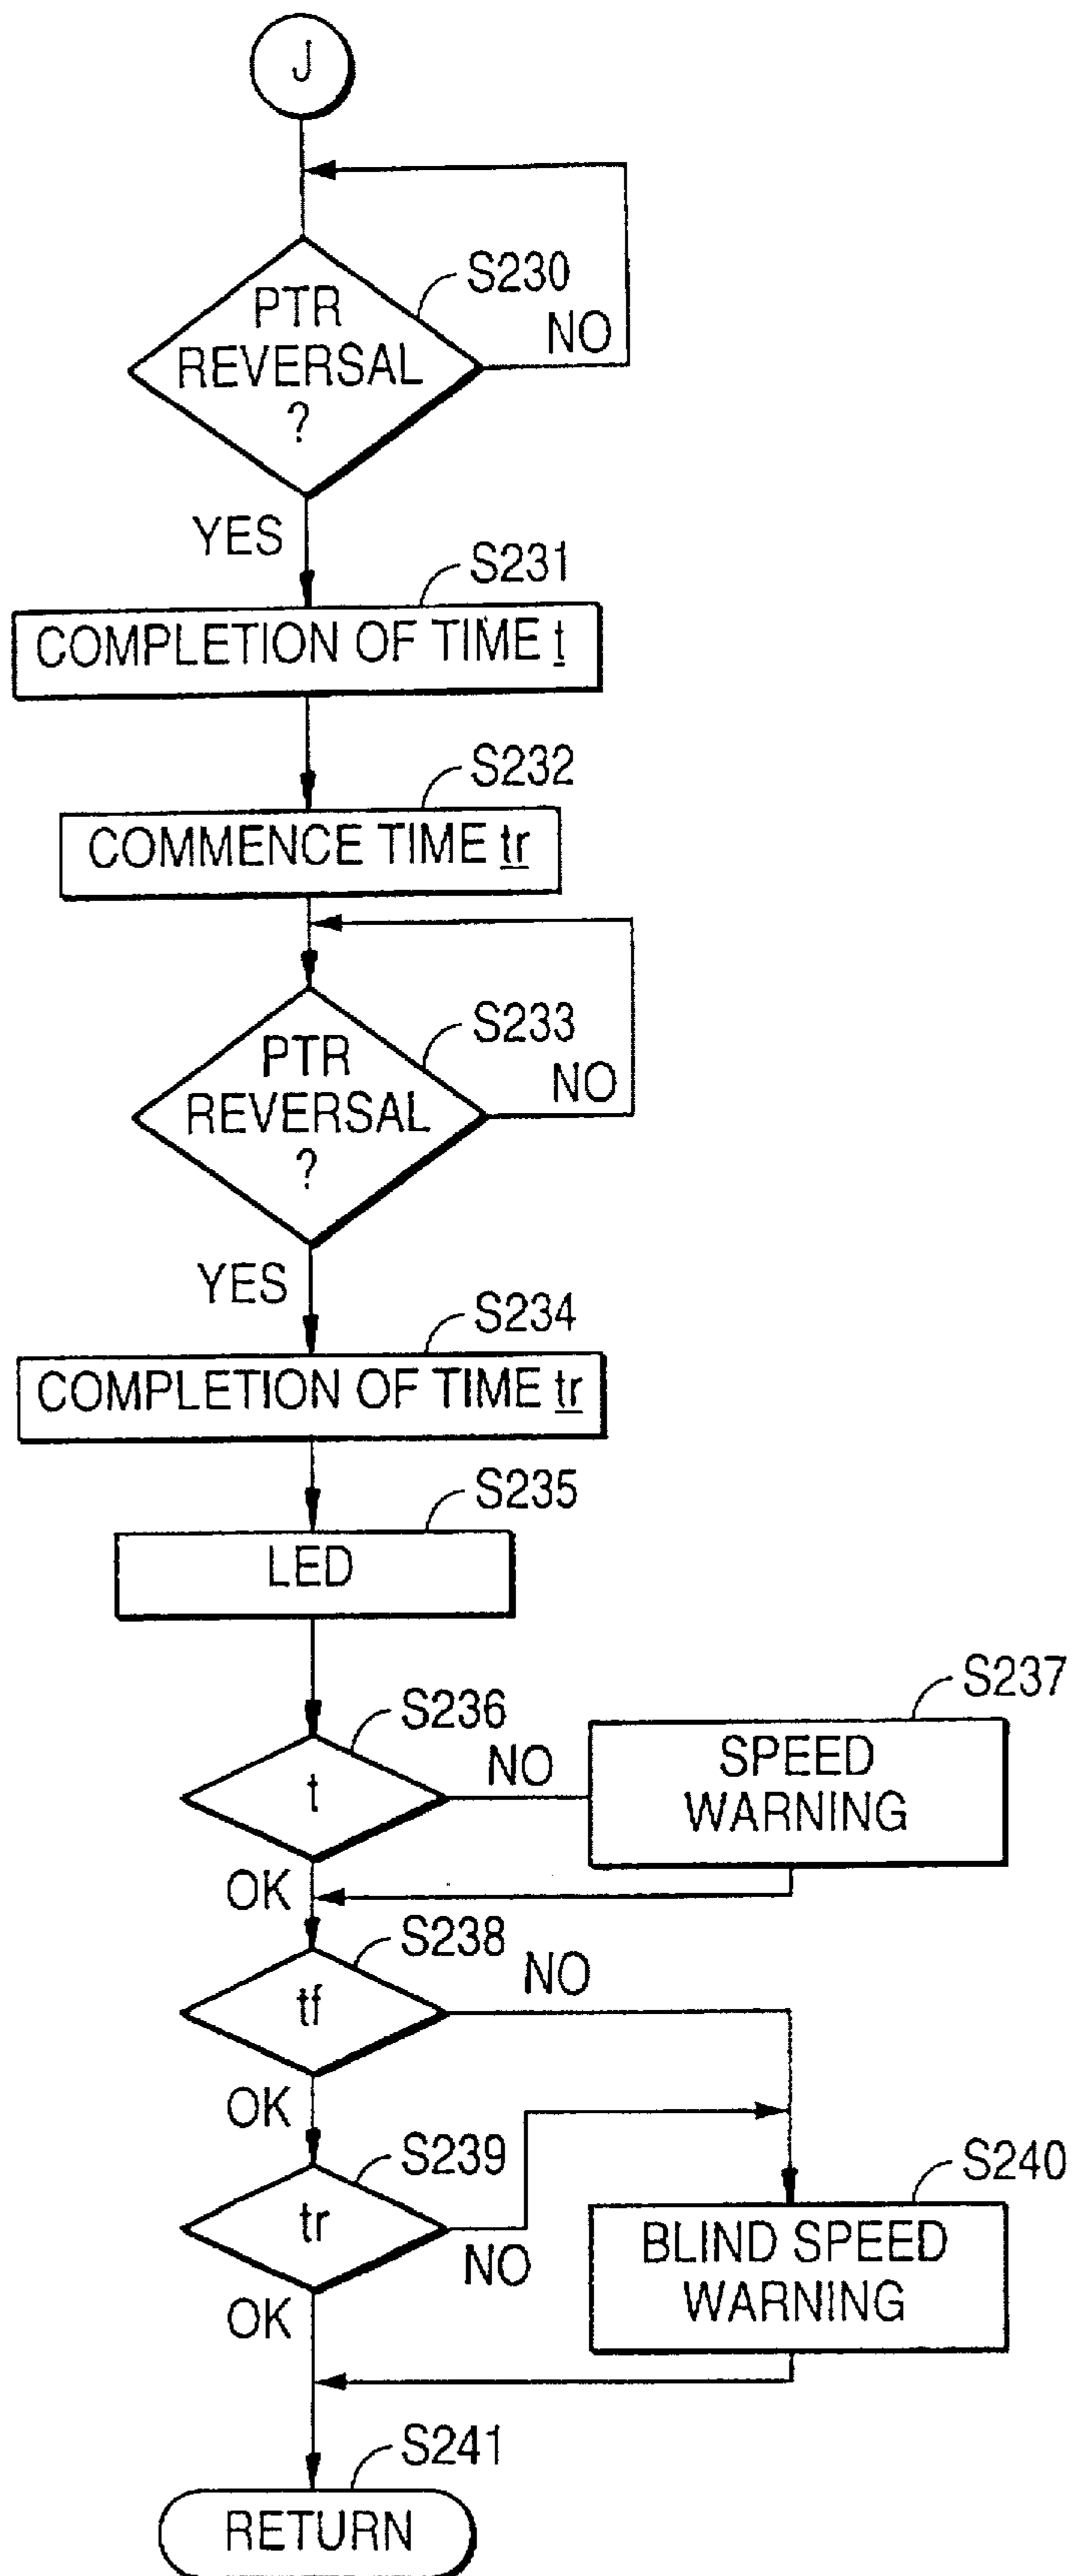 J
S230
PTR
REVERSAL
?
NO
YES
S231
COMPLETION OF TIME t
S232
COMMENCE TIME tr
S233
PTR
REVERSAL
?
NO
YES
S234
COMPLETION OF TIME tr
S235
LED
S236
t
NO
S237
SPEED
WARNING
OK
S238
tf
NO
OK
S239
tr
NO
S240
BLIND SPEED
WARNING
OK
S241
RETURN